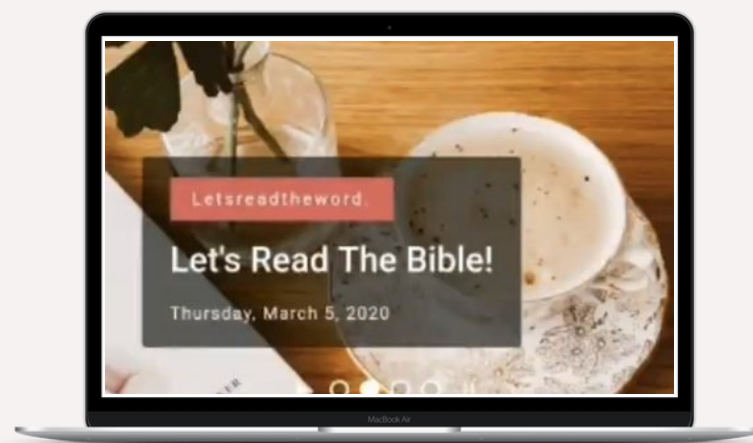 Letsreadtheword.
Let's Read The Bible!
Thursday, March 5, 2020
MacBook Air